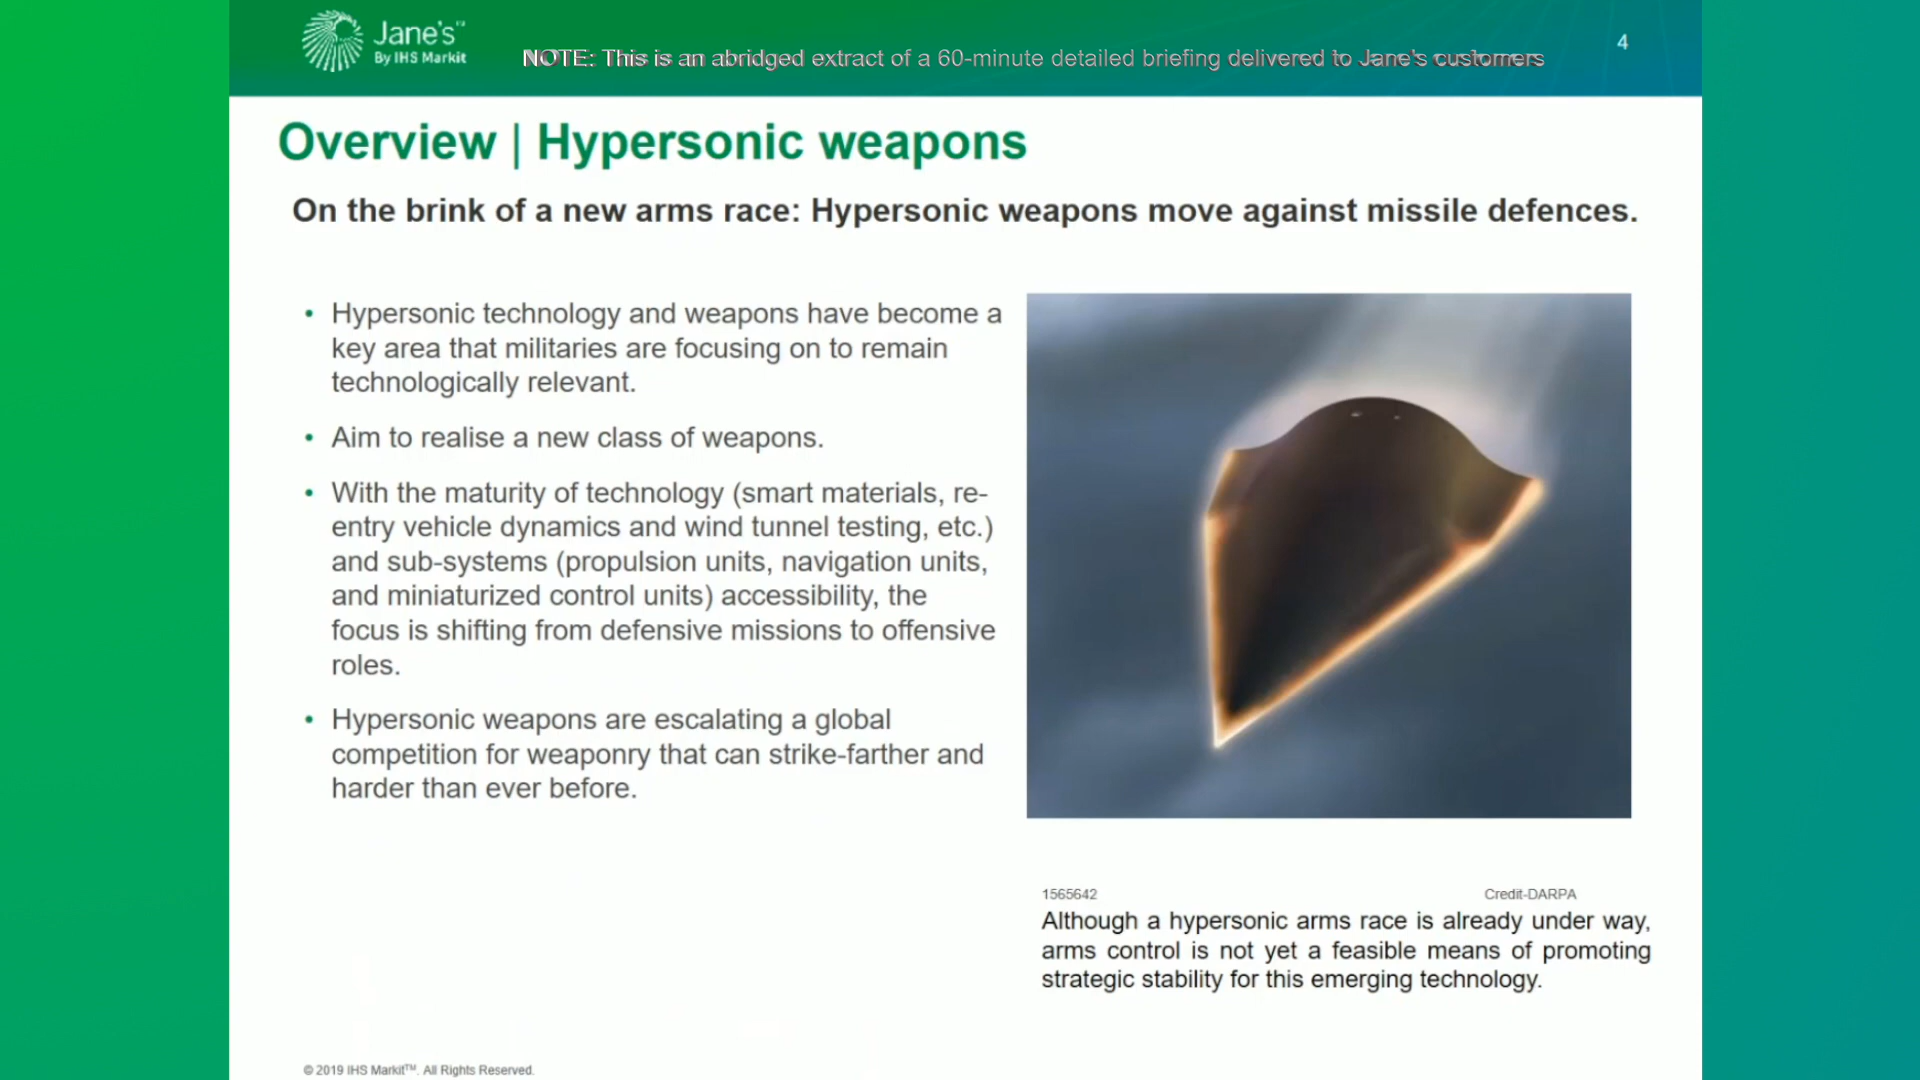 Jane's™
By IHS Markit
NOTE: This is an abridged extract of a 60-minute detailed briefing delivered to Jane's customers
4
Overview | Hypersonic weapons
On the brink of a new arms race: Hypersonic weapons move against missile defences.
• Hypersonic technology and weapons have become a
key area that militaries are focusing on to remain
technologically relevant.
• Aim to realise a new class of weapons.
• With the maturity of technology (smart materials, re-
entry vehicle dynamics and wind tunnel testing, etc.)
and sub-systems (propulsion units, navigation units,
and miniaturized control units) accessibility, the
focus is shifting from defensive missions to offensive
roles.
• Hypersonic weapons are escalating a global
competition for weaponry that can strike-farther and
harder than ever before.
1565642 Credit-DARPA
Although a hypersonic arms race is already under way,
arms control is not yet a feasible means of promoting
strategic stability for this emerging technology.
© 2019 IHS Markit™. All Rights Reserved.